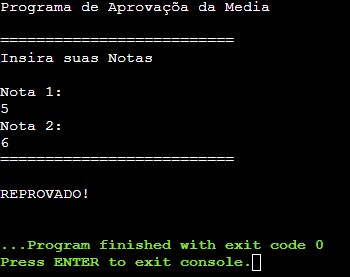 Programa de Aprovaçõa da Media
==========================
Insira suas Notas
Nota 1:
5
Nota 2:
6
==========================
REPROVADO!
...Program finished with exit code 0
Press ENTER to exit console.